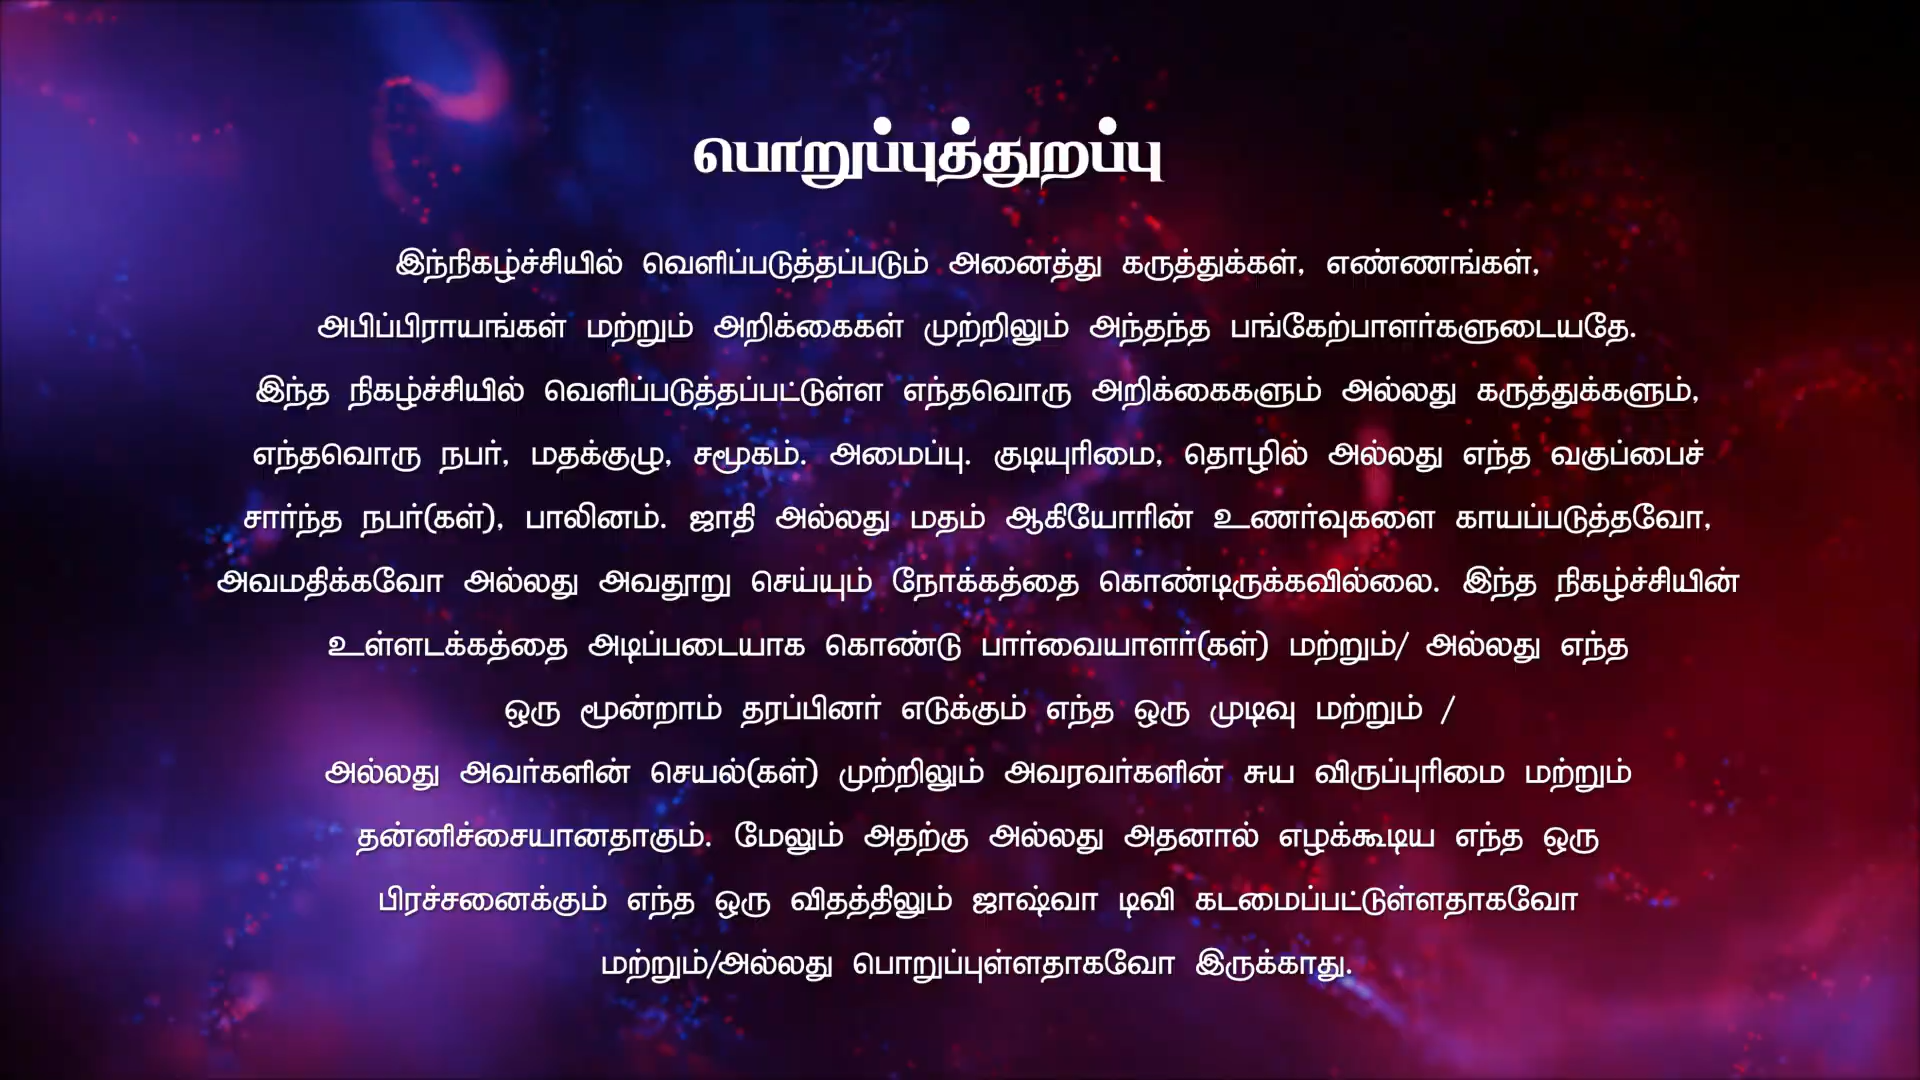 பொறுப்புத்துறப்பு
இந்நிகழ்ச்சியில் வெளிப்படுத்தப்படும் அனைத்து கருத்துக்கள், எண்ணங்கள்,
அபிப்பிராயங்கள் மற்றும் அறிக்கைகள் முற்றிலும் அந்தந்த பங்கேற்பாளர்களுடையதே.
இந்த நிகழ்ச்சியில் வெளிப்படுத்தப்பட்டுள்ள எந்தவொரு அறிக்கைகளும் அல்லது கருத்துக்களும்,
எந்தவொரு நபர், மதக்குழு, சமூகம். அமைப்பு. குடியுரிமை, தொழில் அல்லது எந்த வகுப்பைச்
சார்ந்த நபர்(கள்), பாலினம். ஜாதி அல்லது மதம் ஆகியோரின் உணர்வுகளை காயப்படுத்தவோ,
அவமதிக்கவோ அல்லது அவதூறு செய்யும் நோக்கத்தை கொண்டிருக்கவில்லை. இந்த நிகழ்ச்சியின்
உள்ளடக்கத்தை அடிப்படையாக கொண்டு பார்வையாளர்(கள்) மற்றும்/ அல்லது எந்த
ஒரு மூன்றாம் தரப்பினர் எடுக்கும் எந்த ஒரு முடிவு மற்றும் /
அல்லது அவர்களின் செயல்(கள்) முற்றிலும் அவரவர்களின் சுய விருப்புரிமை மற்றும்
தன்னிச்சையானதாகும். மேலும் அதற்கு அல்லது அதனால் எழக்கூடிய எந்த ஒரு
பிரச்சனைக்கும் எந்த ஒரு விதத்திலும் ஜாஷ்வா டிவி கடமைப்பட்டுள்ளதாகவோ
மற்றும்/அல்லது பொறுப்புள்ளதாகவோ இருக்காது.